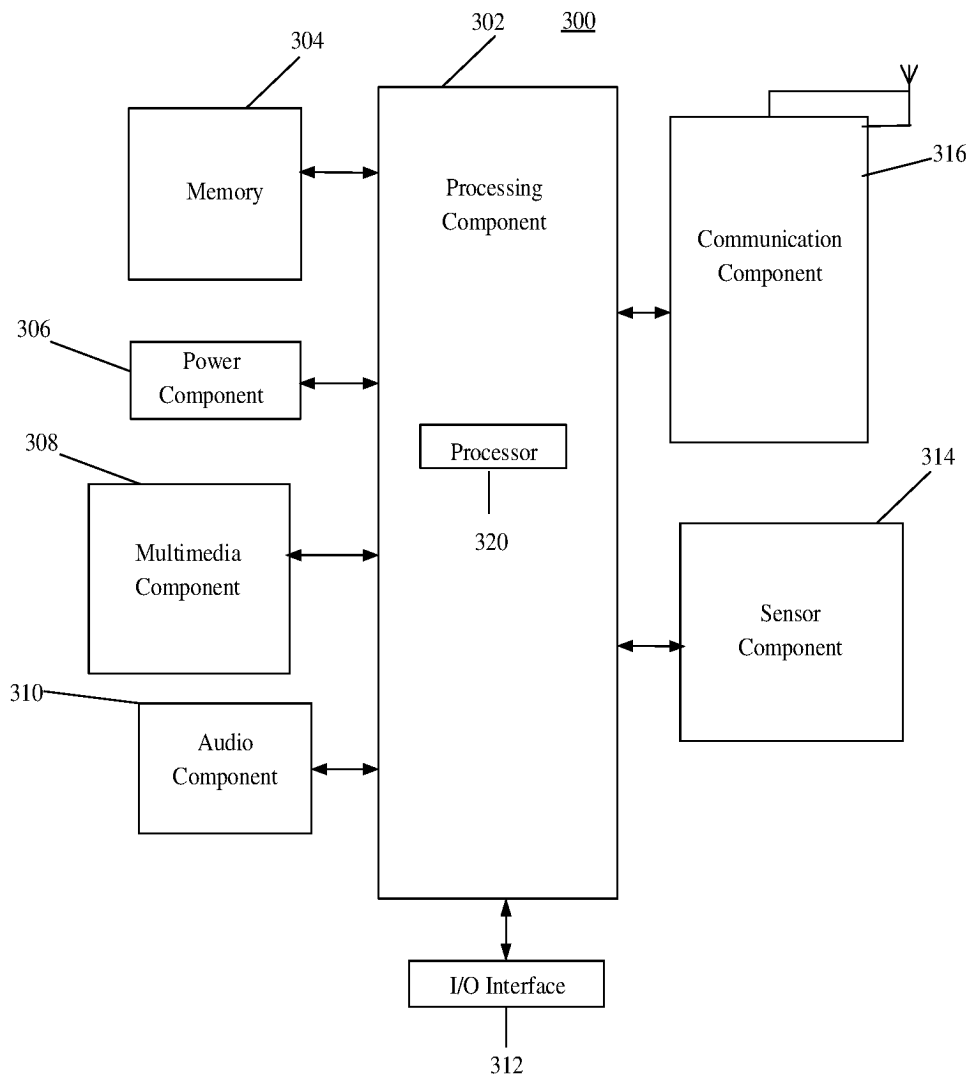 302
300
304
316
Memory
Processing
Component
Communication
Component
306
Power
Component
308
Processor
314
320
Multimedia
Component
Sensor
Component
310
Audio
Component
I/O Interface
312